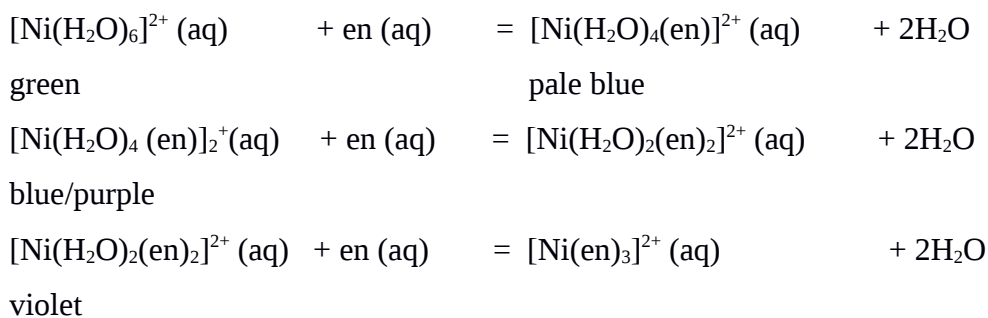 [Ni(H₂O)₆]²⁺ (aq) + en (aq) = [Ni(H₂O)₄(en)]²⁺ (aq) + 2H₂O
green pale blue
[Ni(H₂O)₄ (en)]₂⁺(aq) + en (aq) = [Ni(H₂O)₂(en)₂]²⁺ (aq) + 2H₂O
blue/purple
[Ni(H₂O)₂(en)₂]²⁺ (aq) + en (aq) = [Ni(en)₃]²⁺ (aq) + 2H₂O
violet